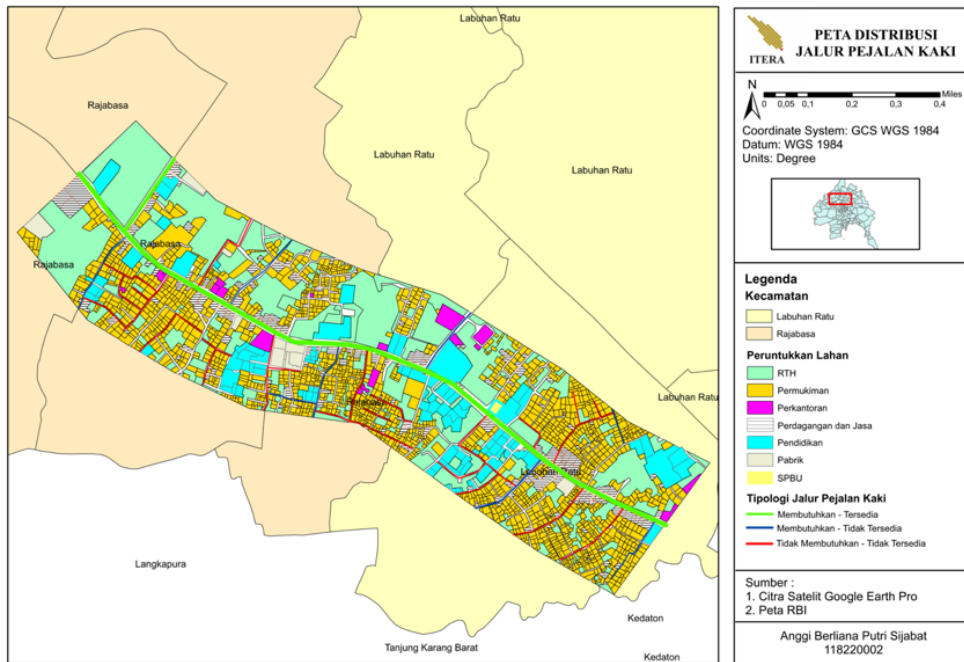 Labuhan Ratu
Rajabasa
Labuhan Ratu
Labuhan Ratu
Rajabasa
Rajabasa
Labuhan Ratu
Rajabasa
Labuhan Ratu
Langkapura
Kedaton
Tanjung Karang Barat
Kedaton
ITERA
PETA DISTRIBUSI
JALUR PEJALAN KAKI
N
0 0,05 0,1 0,2 0,3 0,4 Miles
Coordinate System: GCS WGS 1984
Datum: WGS 1984
Units: Degree
Legenda
Kecamatan
Labuhan Ratu
Rajabasa
Peruntukkan Lahan
RTH
Permukiman
Perkantoran
Perdagangan dan Jasa
Pendidikan
Pabrik
SPBU
Tipologi Jalur Pejalan Kaki
Membutuhkan - Tersedia
Membutuhkan - Tidak Tersedia
Tidak Membutuhkan - Tidak Tersedia
Sumber :
1. Citra Satelit Google Earth Pro
2. Peta RBI
Anggi Berliana Putri Sijabat
118220002